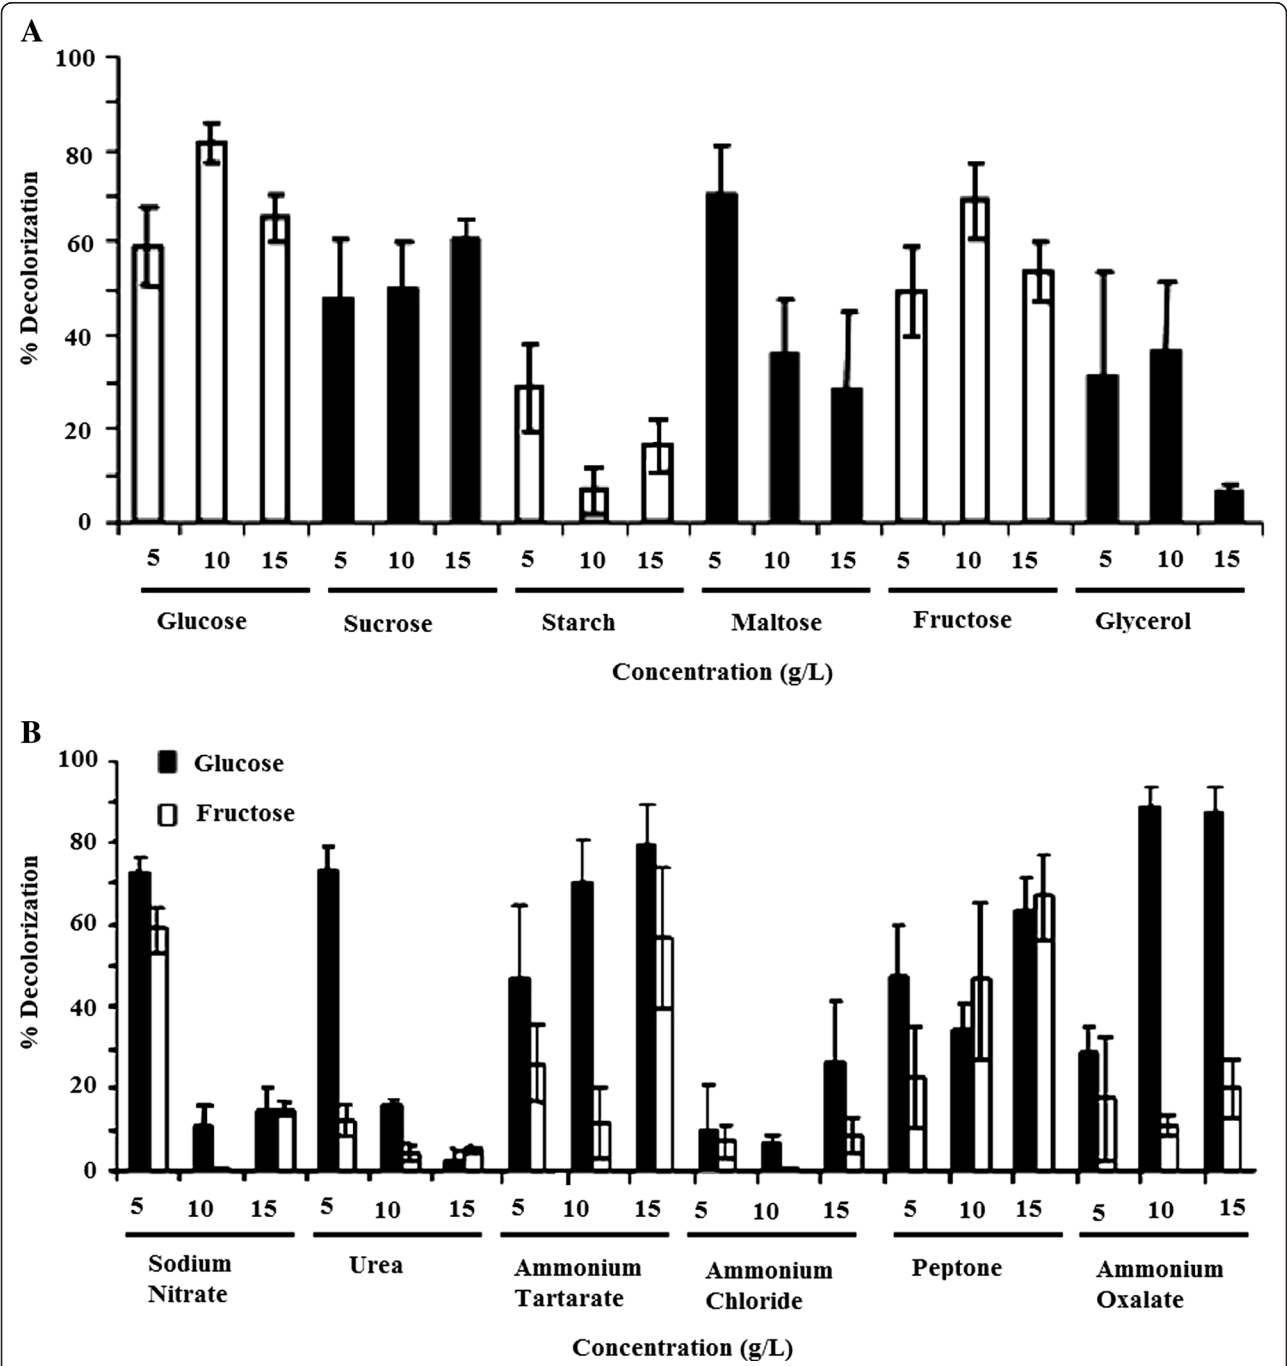 A
100
80
60
40
20
0
% Decolorization
5 10 15 5 10 15 5 10 15 5 10 15 5 10 15 5 10 15
Glucose Sucrose Starch Maltose Fructose Glycerol
Concentration (g/L)
B
Glucose
Fructose
100
80
60
40
20
0
% Decolorization
5 10 15 5 10 15 5 10 15 5 10 15 5 10 15 5 10 15
Sodium Urea Ammonium Ammonium Peptone Ammonium
Nitrate Tartarate Chloride Oxalate
Concentration (g/L)